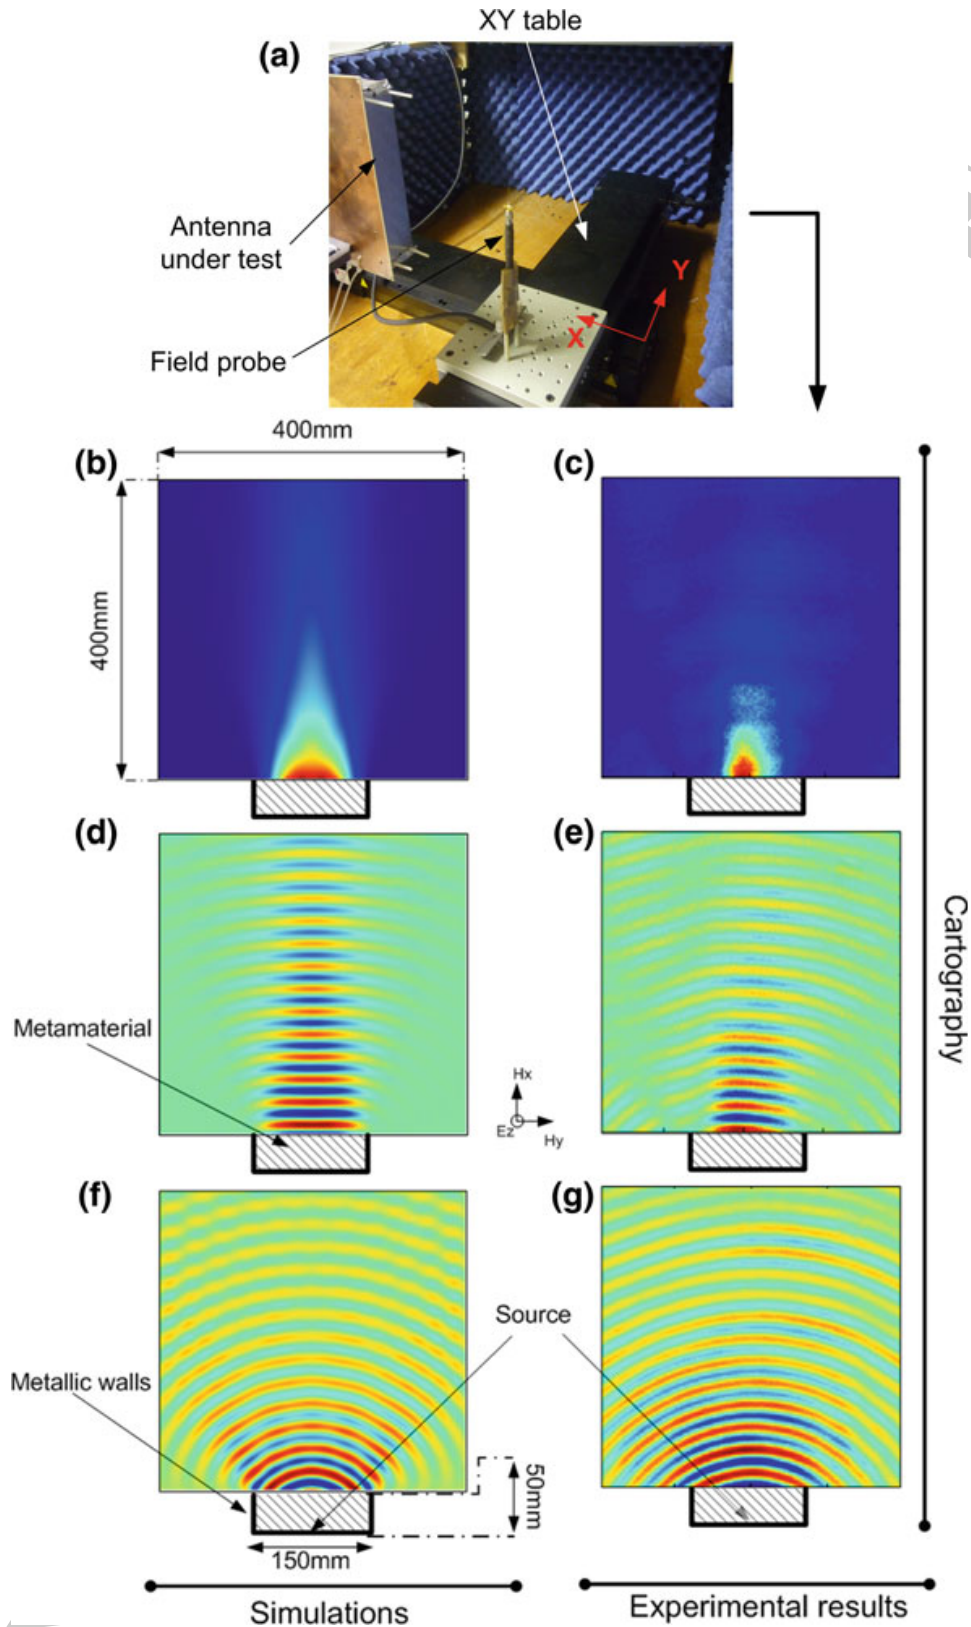 XY table
(a)
Antenna
under test
Y
X
Field probe
400mm
(b)
(c)
400mm
(d)
(e)
Metamaterial
Hx
Ez
Hy
Cartography
(f)
(g)
Source
Metallic walls
50mm
150mm
Simulations
Experimental results